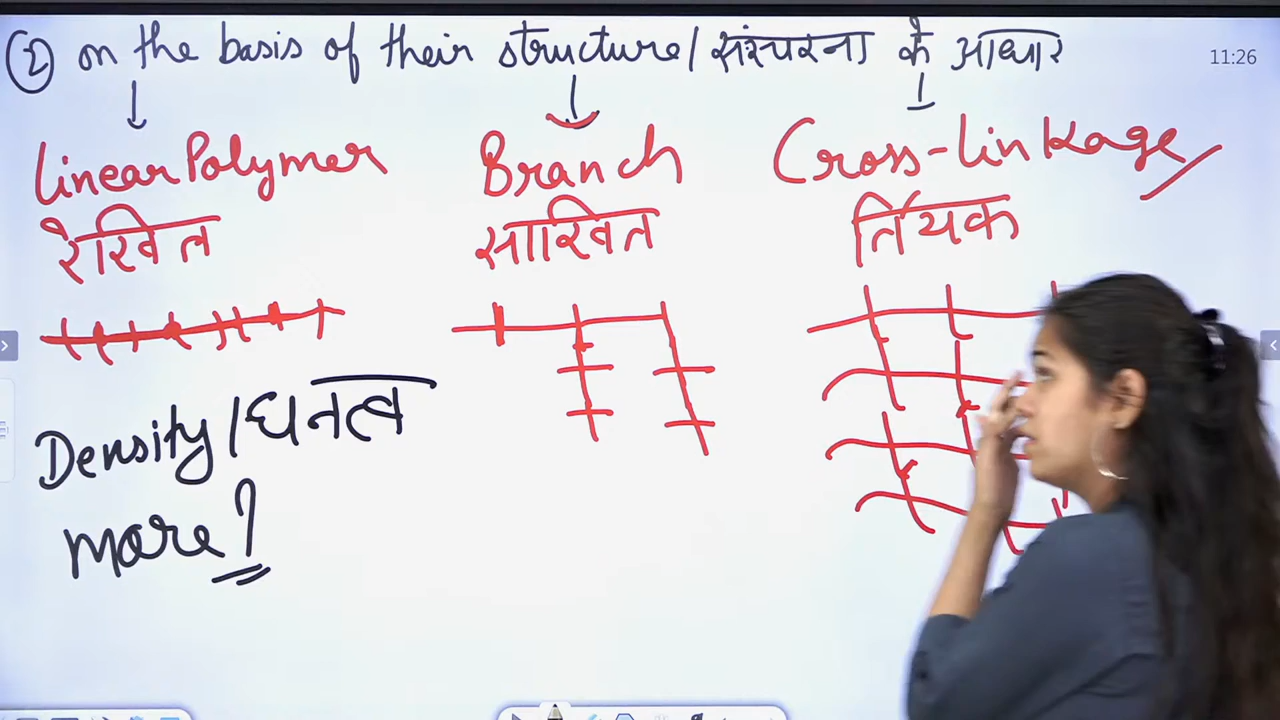 (2) on the basis of their structure/संरचना के आधार
11:26
Linear Polymer
रेखित
Branch
साखित
Cross-linkage/
र्तियक
Density/घनत्व
more?